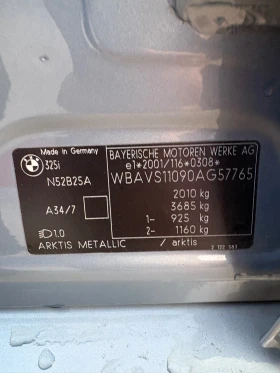 BMW
Made in Germany
325i
N52B25A
A34/7
1.0
ARKTIS METALLIC / arktis
BAYERISCHE MOTOREN WERKE AG
e1*2001/116*0308*
WBAVS11090AG57765
2010 kg
3685 kg
1- 925 kg
2- 1160 kg